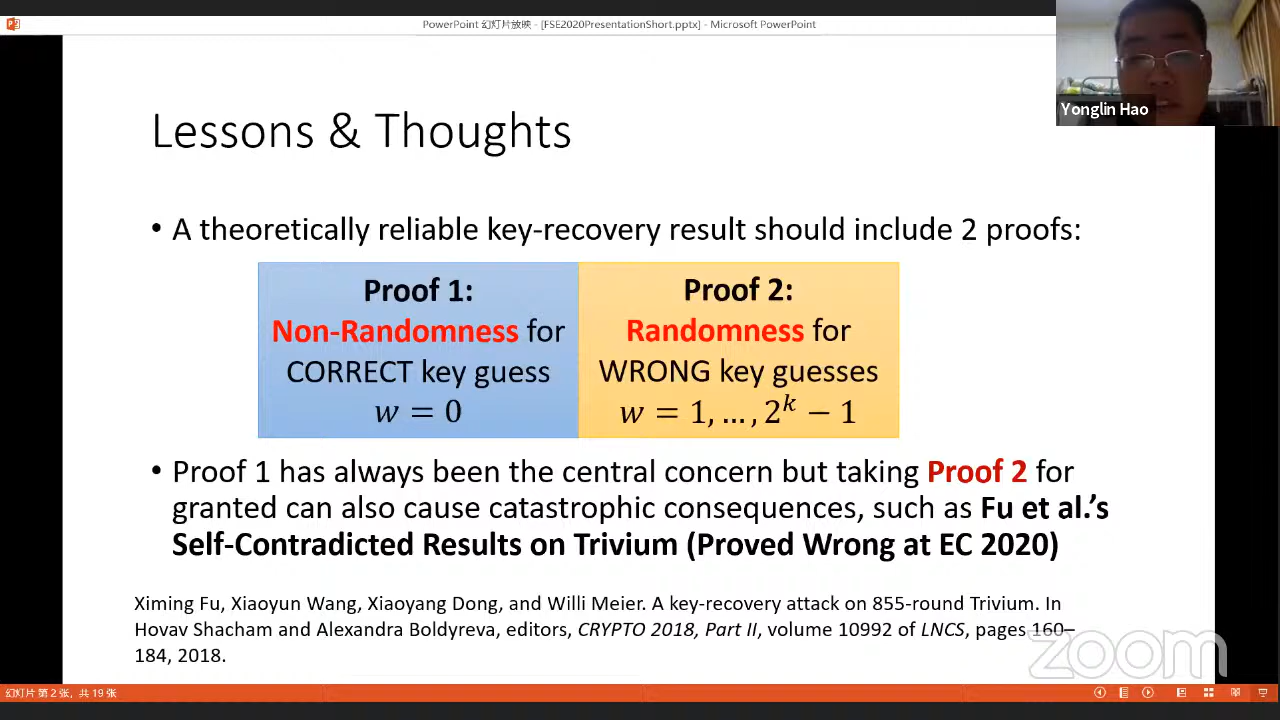 PowerPoint 幻灯片放映 - [FSE2020PresentationShort.pptx] - Microsoft PowerPoint
Yonglin Hao
Lessons & Thoughts
• A theoretically reliable key-recovery result should include 2 proofs:
Proof 1:
Non-Randomness for
CORRECT key guess
w = 0
Proof 2:
Randomness for
WRONG key guesses
w = 1, … , 2^k − 1
• Proof 1 has always been the central concern but taking Proof 2 for
granted can also cause catastrophic consequences, such as Fu et al.'s
Self-Contradicted Results on Trivium (Proved Wrong at EC 2020)
Ximing Fu, Xiaoyun Wang, Xiaoyang Dong, and Willi Meier. A key-recovery attack on 855-round Trivium. In
Hovav Shacham and Alexandra Boldyreva, editors, CRYPTO 2018, Part II, volume 10992 of LNCS, pages 160–
184, 2018.
zoom
幻灯片 第 2 张，共 19 张